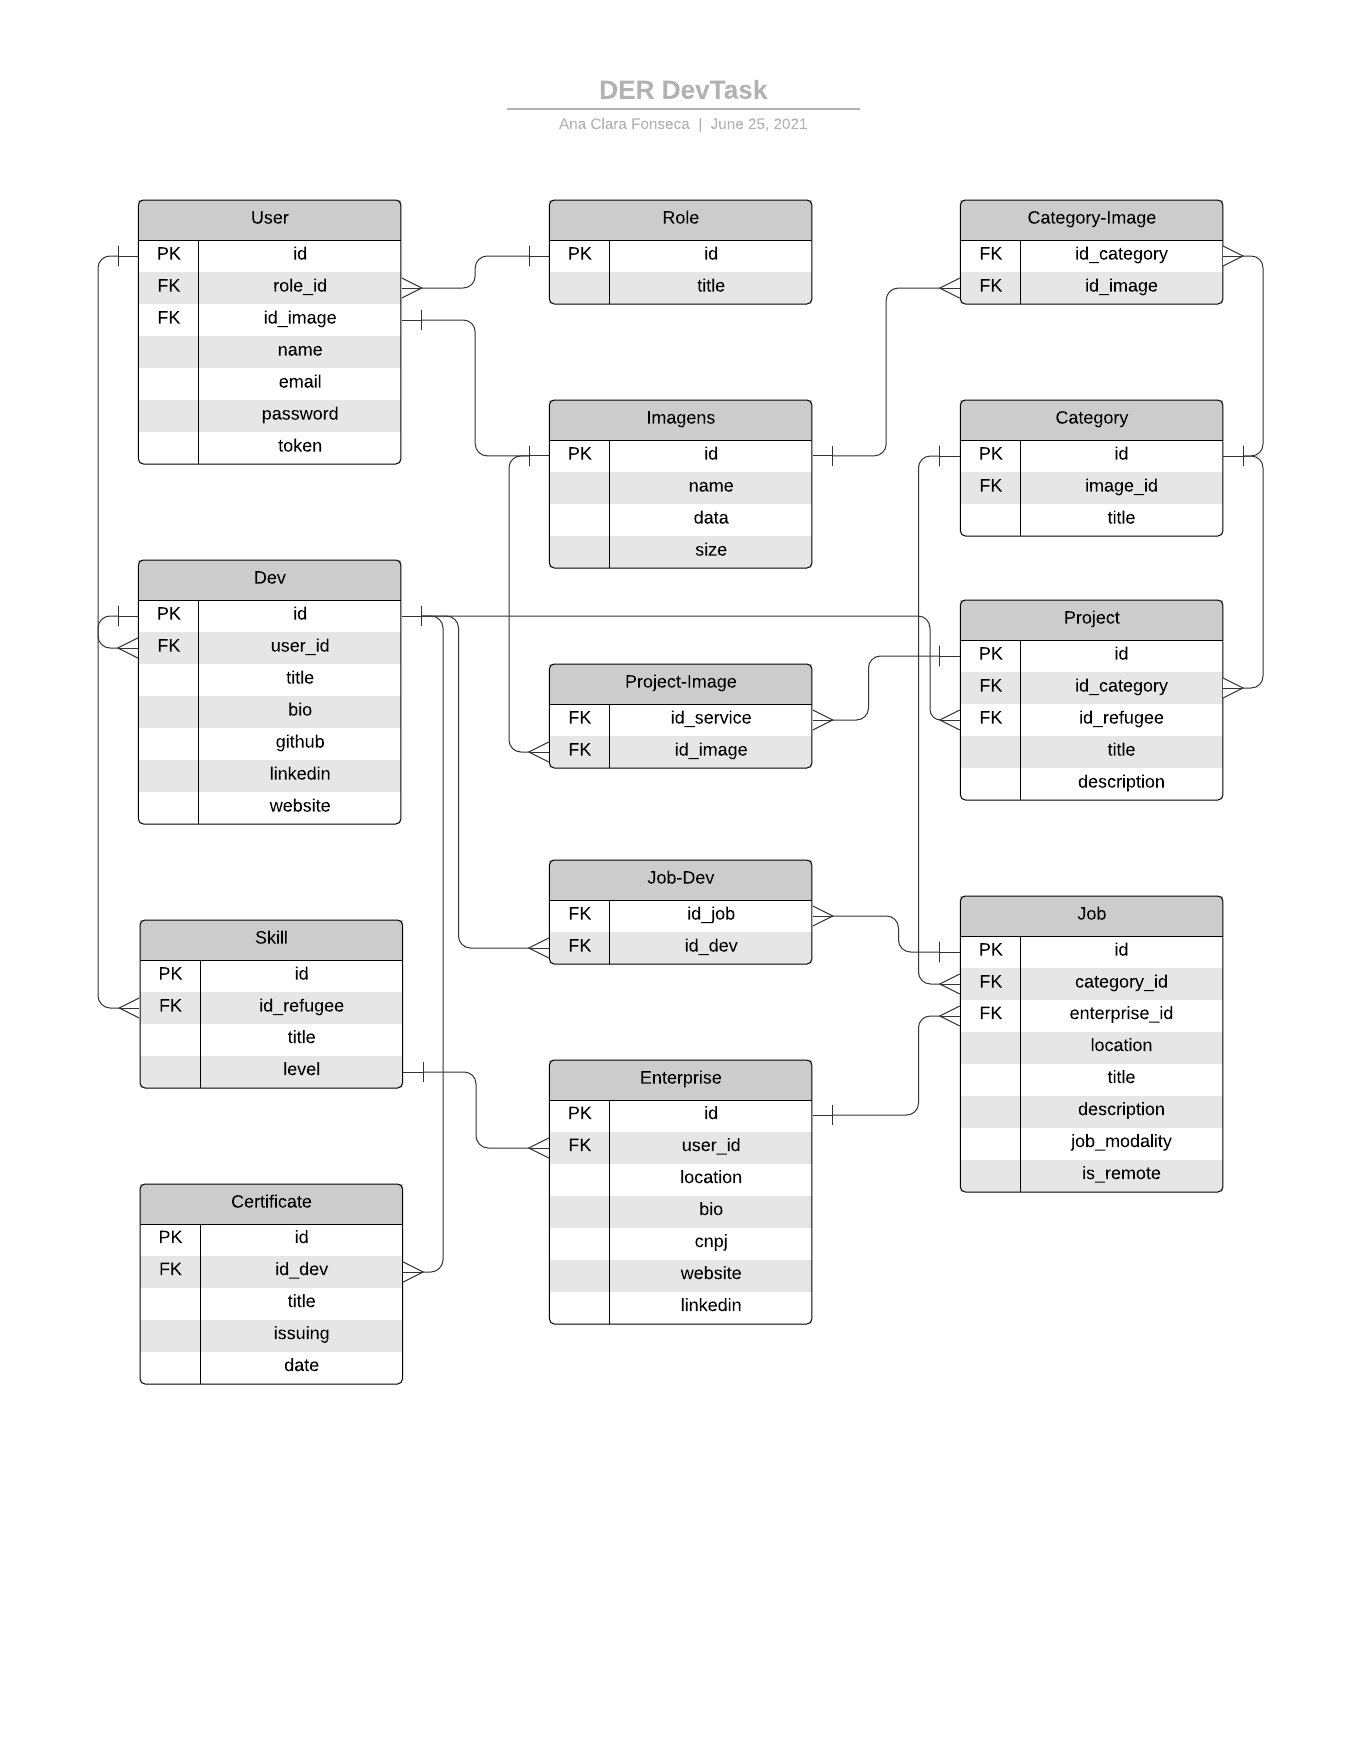 DER DevTask
Ana Clara Fonseca | June 25, 2021
User
PK id
FK role_id
FK id_image
name
email
password
token
Role
PK id
title
Category-Image
FK id_category
FK id_image
Imagens
PK id
name
data
size
Category
PK id
FK image_id
title
Dev
PK id
FK user_id
title
bio
github
linkedin
website
Project-Image
FK id_service
FK id_image
Project
PK id
FK id_category
FK id_refugee
title
description
Skill
PK id
FK id_refugee
title
level
Job-Dev
FK id_job
FK id_dev
Job
PK id
FK category_id
FK enterprise_id
location
title
description
job_modality
is_remote
Certificate
PK id
FK id_dev
title
issuing
date
Enterprise
PK id
FK user_id
location
bio
cnpj
website
linkedin